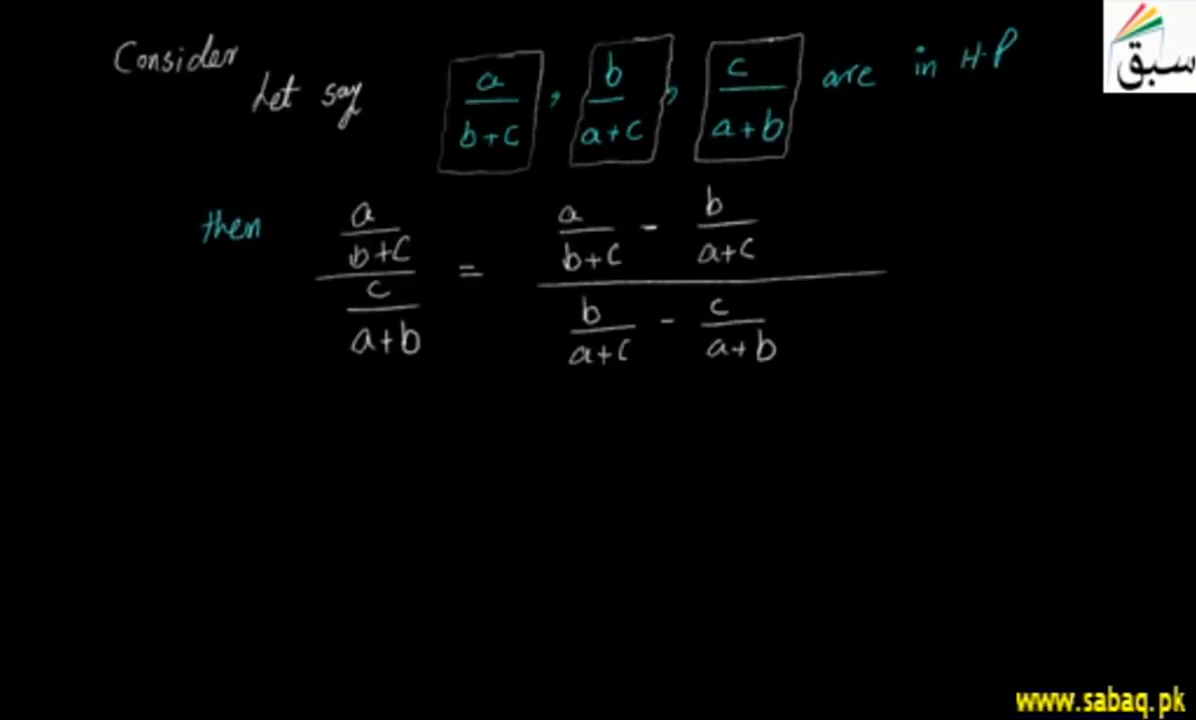 Consider
Let say a/b+c , b/a+c , c/a+b are in H.P
then (a/b+c)/(c/a+b) = (a/b+c - b/a+c)/(b/a+c - c/a+b)
سبق
www.sabaq.pk